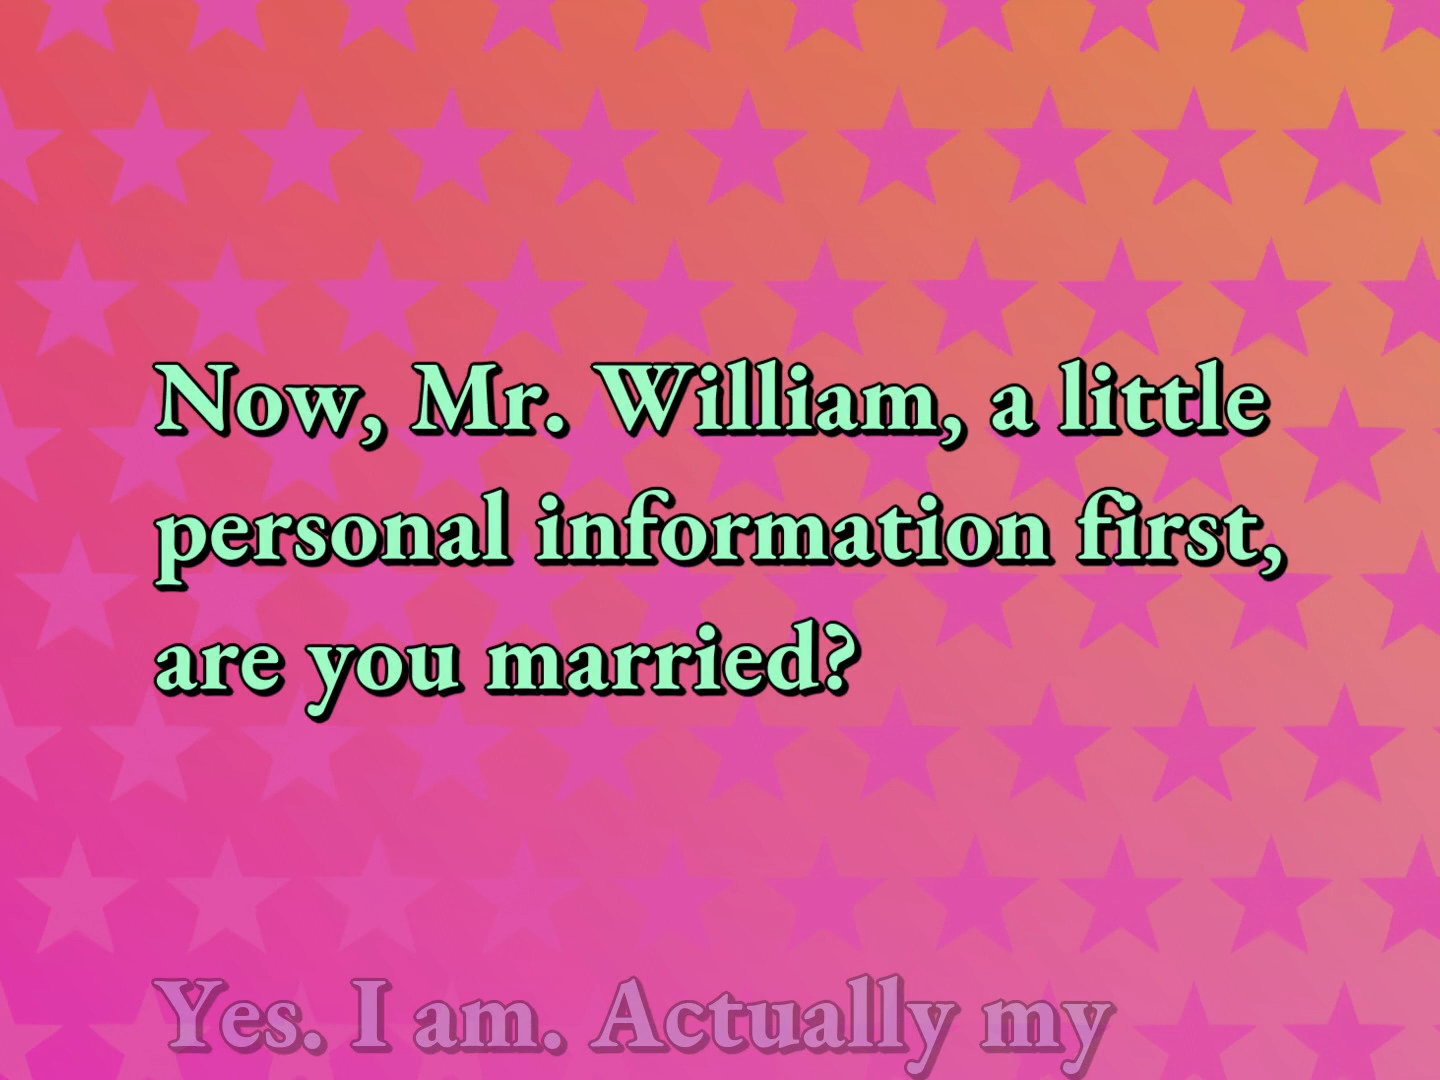 Now, Mr. William, a little
personal information first,
are you married?
Yes. I am. Actually my